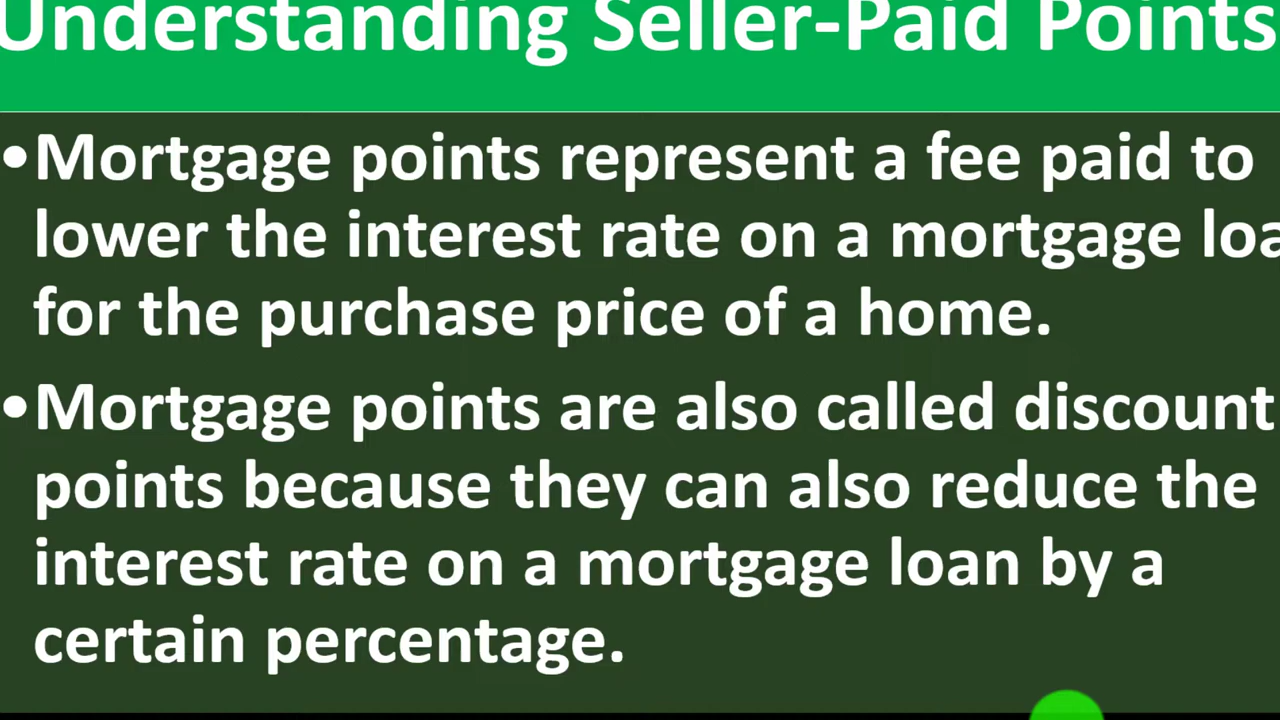 Understanding Seller-Paid Points
•Mortgage points represent a fee paid to
lower the interest rate on a mortgage loa
for the purchase price of a home.
•Mortgage points are also called discount
points because they can also reduce the
interest rate on a mortgage loan by a
certain percentage.